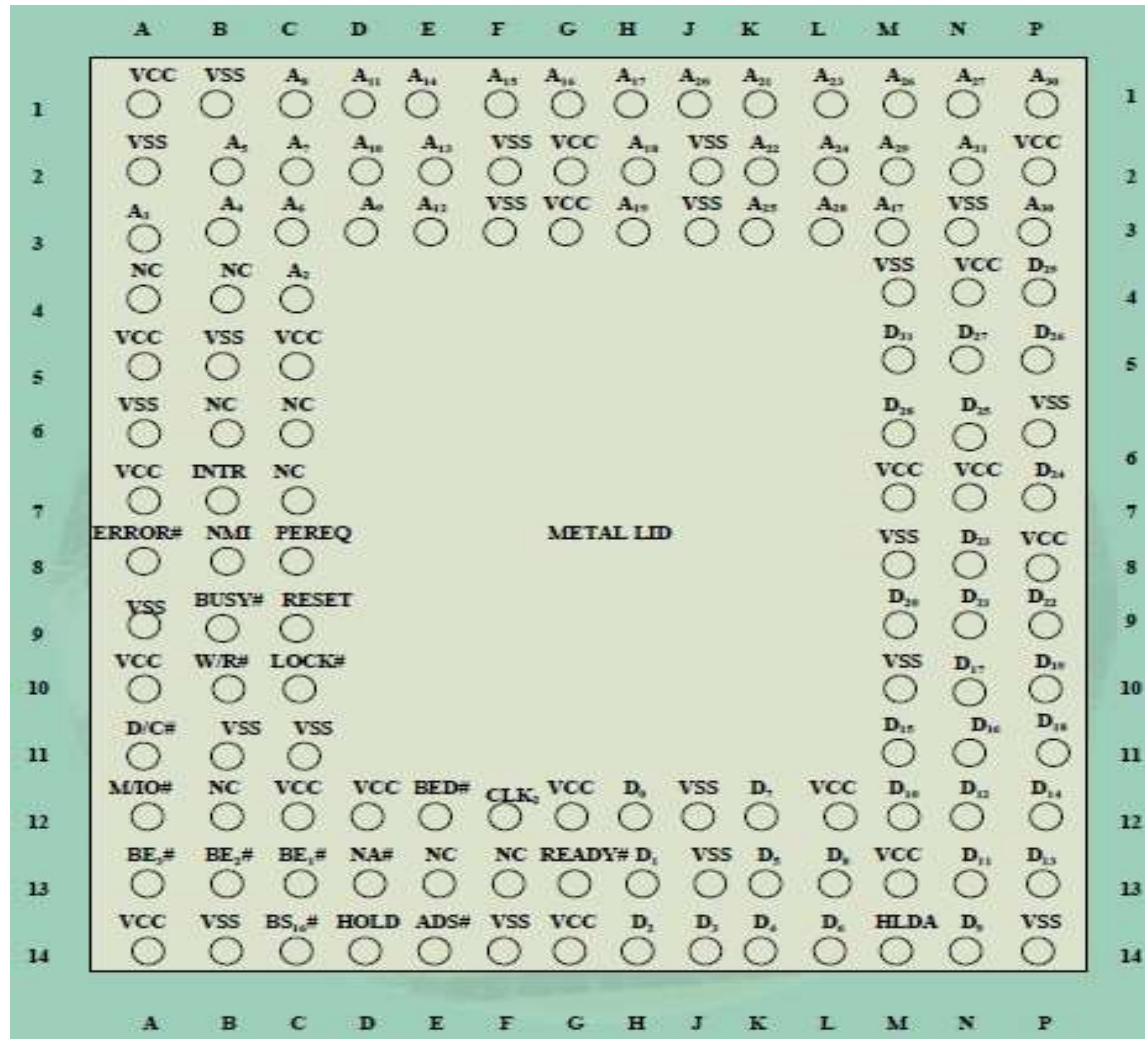 A B C D E F G H J K L M N P
VCC VSS A₈ A₁₁ A₁₄ A₁₅ A₁₆ A₁₇ A₂₀ A₂₁ A₂₃ A₂₆ A₂₇ A₃₀
1 1
VSS A₅ A₇ A₁₀ A₁₃ VSS VCC A₁₈ VSS A₂₂ A₂₄ A₂₉ A₃₁ VCC
2 2
A₃ A₄ A₆ A₉ A₁₂ VSS VCC A₁₉ VSS A₂₅ A₂₈ A₁₇ VSS A₃₀
3 3
NC NC A₂ VSS VCC D₂₉
4 4
VCC VSS VCC D₃₁ D₂₇ D₂₆
5 5
VSS NC NC D₂₈ D₂₅ VSS
6 6
VCC INTR NC VCC VCC D₂₄
7 7
ERROR# NMI PEREQ METAL LID VSS D₂₃ VCC
8 8
VSS BUSY# RESET D₂₀ D₂₁ D₂₂
9 9
VCC W/R# LOCK# VSS D₁₇ D₁₉
10 10
D/C# VSS VSS D₁₅ D₁₆ D₁₈
11 11
M/IO# NC VCC VCC BED# CLK₂ VCC D₀ VSS D₇ VCC D₁₀ D₁₂ D₁₄
12 12
BE₃# BE₂# BE₁# NA# NC NC READY# D₁ VSS D₅ D₈ VCC D₁₁ D₁₃
13 13
VCC VSS BS₁₆# HOLD ADS# VSS VCC D₂ D₃ D₄ D₆ HLDA D₉ VSS
14 14
A B C D E F G H J K L M N P